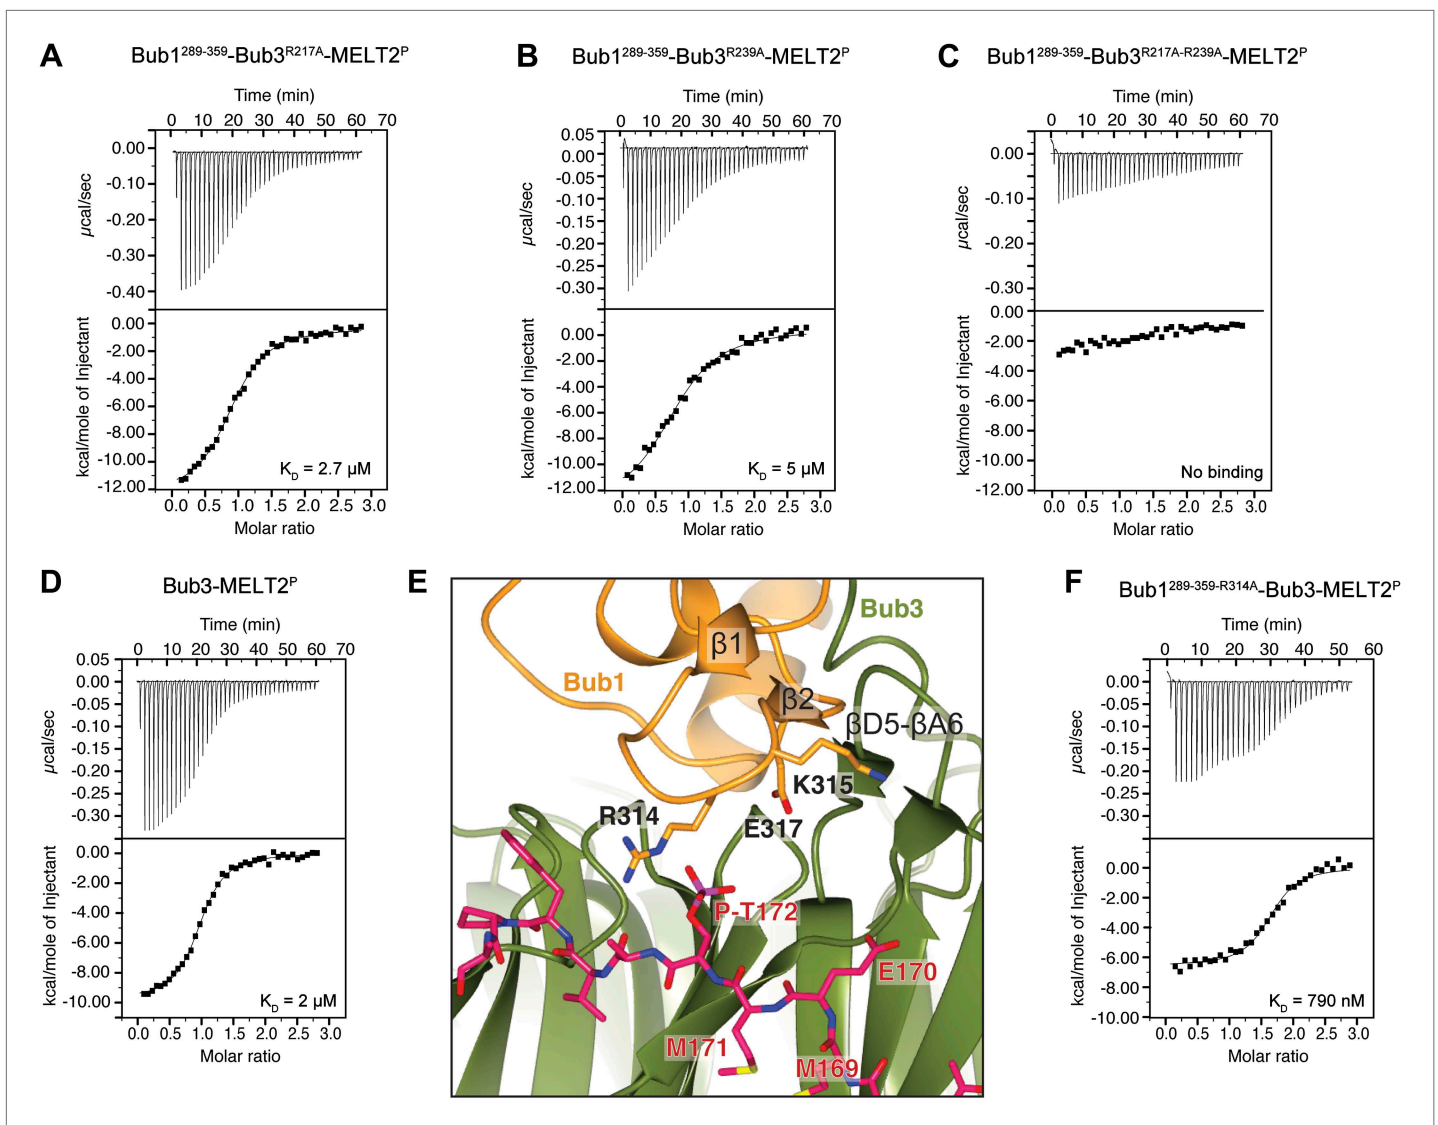 A
Bub1289-359-Bub3R217A-MELT2P
Time (min)
0 10 20 30 40 50 60 70
0.00
-0.10
-0.20
-0.30
-0.40
µcal/sec
0.00
-2.00
-4.00
-6.00
-8.00
-10.00
-12.00
kcal/mole of Injectant
KD = 2.7 µM
0.0 0.5 1.0 1.5 2.0 2.5 3.0
Molar ratio
B
Bub1289-359-Bub3R239A-MELT2P
Time (min)
0 10 20 30 40 50 60 70
0.05
0.00
-0.05
-0.10
-0.15
-0.20
-0.25
-0.30
µcal/sec
0.00
-2.00
-4.00
-6.00
-8.00
-10.00
-12.00
kcal/mole of Injectant
KD = 5 µM
0.0 0.5 1.0 1.5 2.0 2.5 3.0
Molar ratio
C
Bub1289-359-Bub3R217A-R239A-MELT2P
Time (min)
0 10 20 30 40 50 60 70
0.00
-0.10
-0.20
-0.30
µcal/sec
0.00
-2.00
-4.00
-6.00
-8.00
-10.00
-12.00
kcal/mole of Injectant
No binding
0.0 0.5 1.0 1.5 2.0 2.5 3.0
Molar ratio
D
Bub3-MELT2P
Time (min)
0 10 20 30 40 50 60 70
0.05
0.00
-0.05
-0.10
-0.15
-0.20
-0.25
-0.30
µcal/sec
0.00
-2.00
-4.00
-6.00
-8.00
-10.00
kcal/mole of Injectant
KD = 2 µM
0.0 0.5 1.0 1.5 2.0 2.5 3.0
Molar ratio
E
Bub3
β1
Bub1
β2
βD5-βA6
K315
R314
E317
P-T172
E170
M171
M169
F
Bub1289-359-R314A-Bub3-MELT2P
Time (min)
0 10 20 30 40 50 60
0.00
-0.05
-0.10
-0.15
-0.20
-0.25
-0.30
µcal/sec
0.00
-2.00
-4.00
-6.00
-8.00
-10.00
kcal/mole of Injectant
KD = 790 nM
0.0 0.5 1.0 1.5 2.0 2.5 3.0
Molar ratio